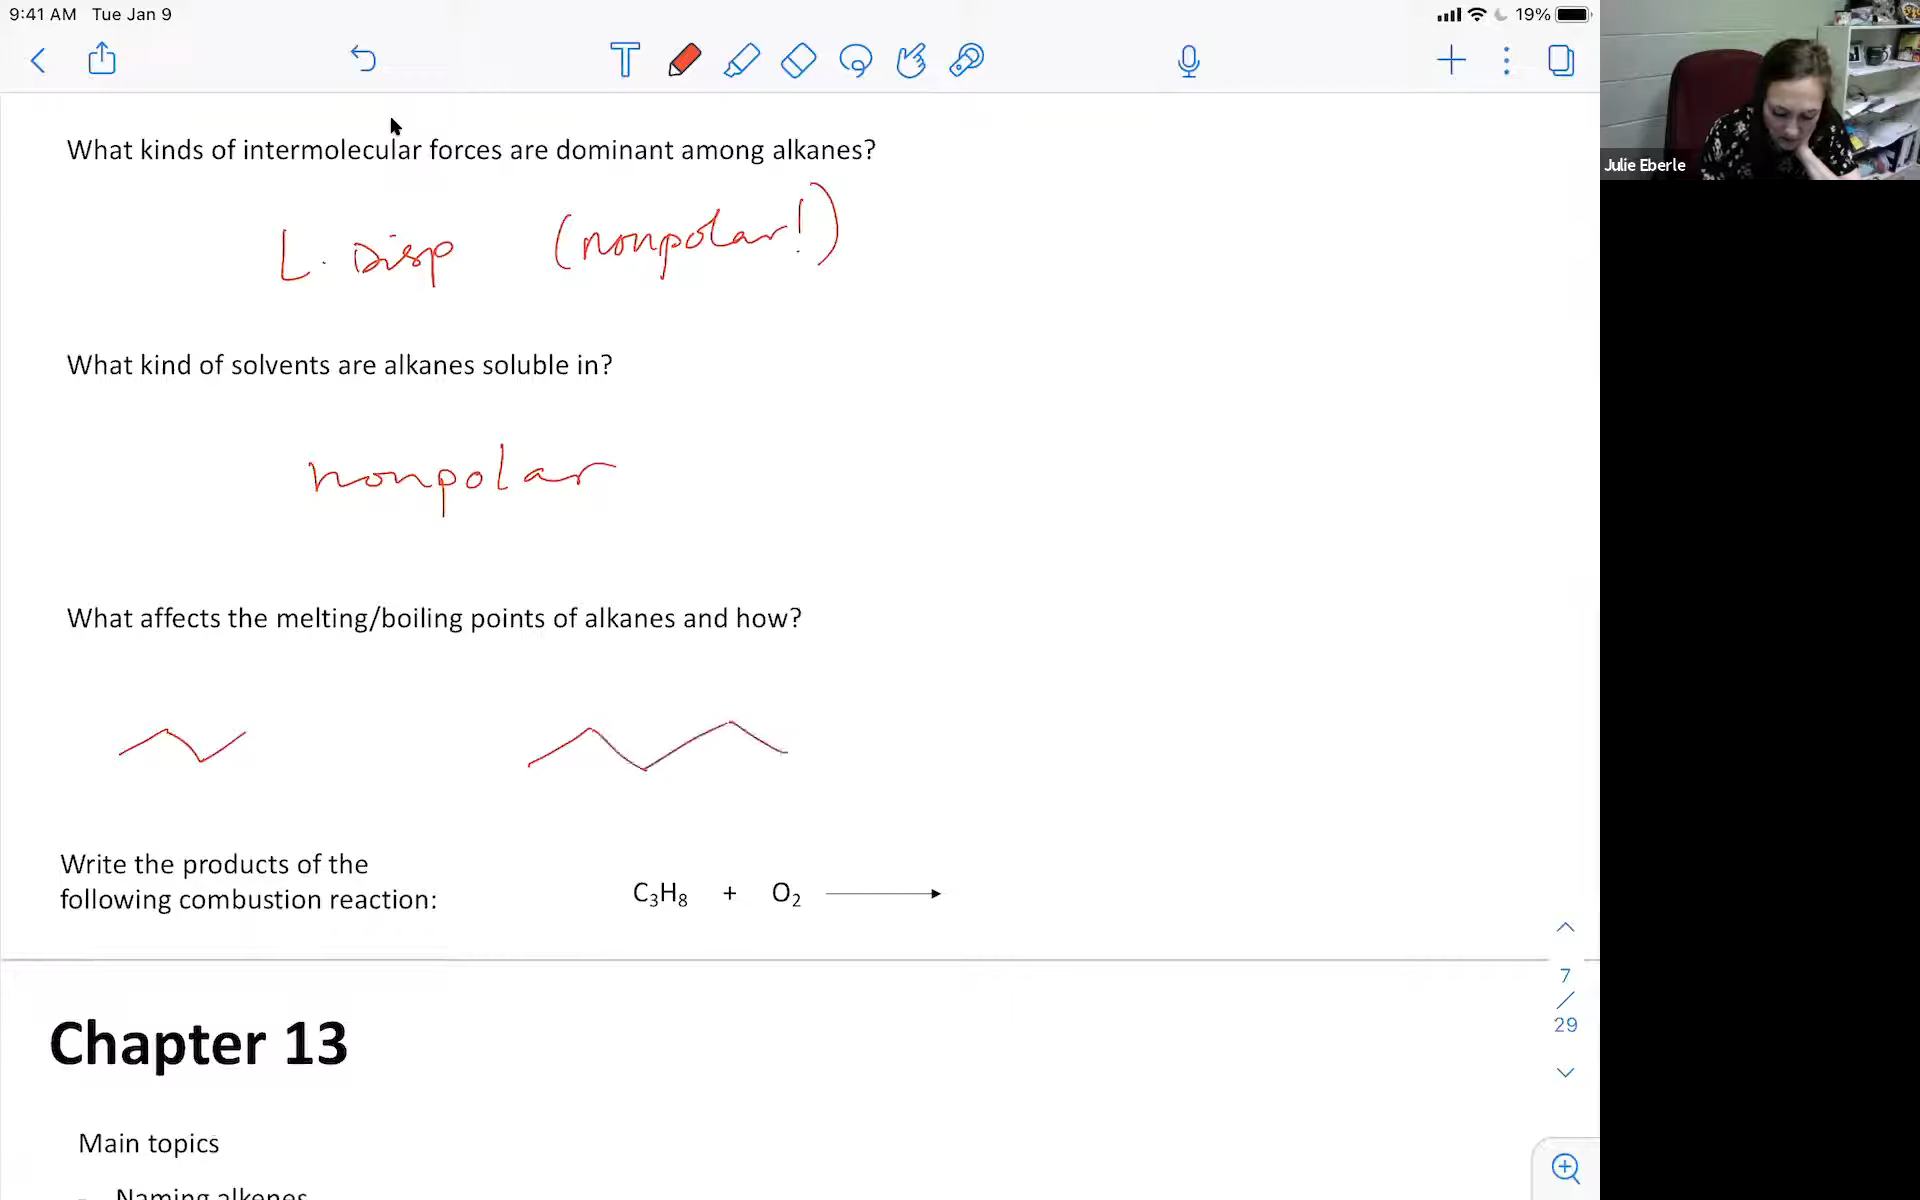 9:41 AM Tue Jan 9
19%
What kinds of intermolecular forces are dominant among alkanes?
L. Disp (nonpolar!)
What kind of solvents are alkanes soluble in?
nonpolar
What affects the melting/boiling points of alkanes and how?
Write the products of the
following combustion reaction:
C₃H₈ + O₂ ⟶
7
/
29
Chapter 13
Main topics
- Naming alkenes
Julie Eberle